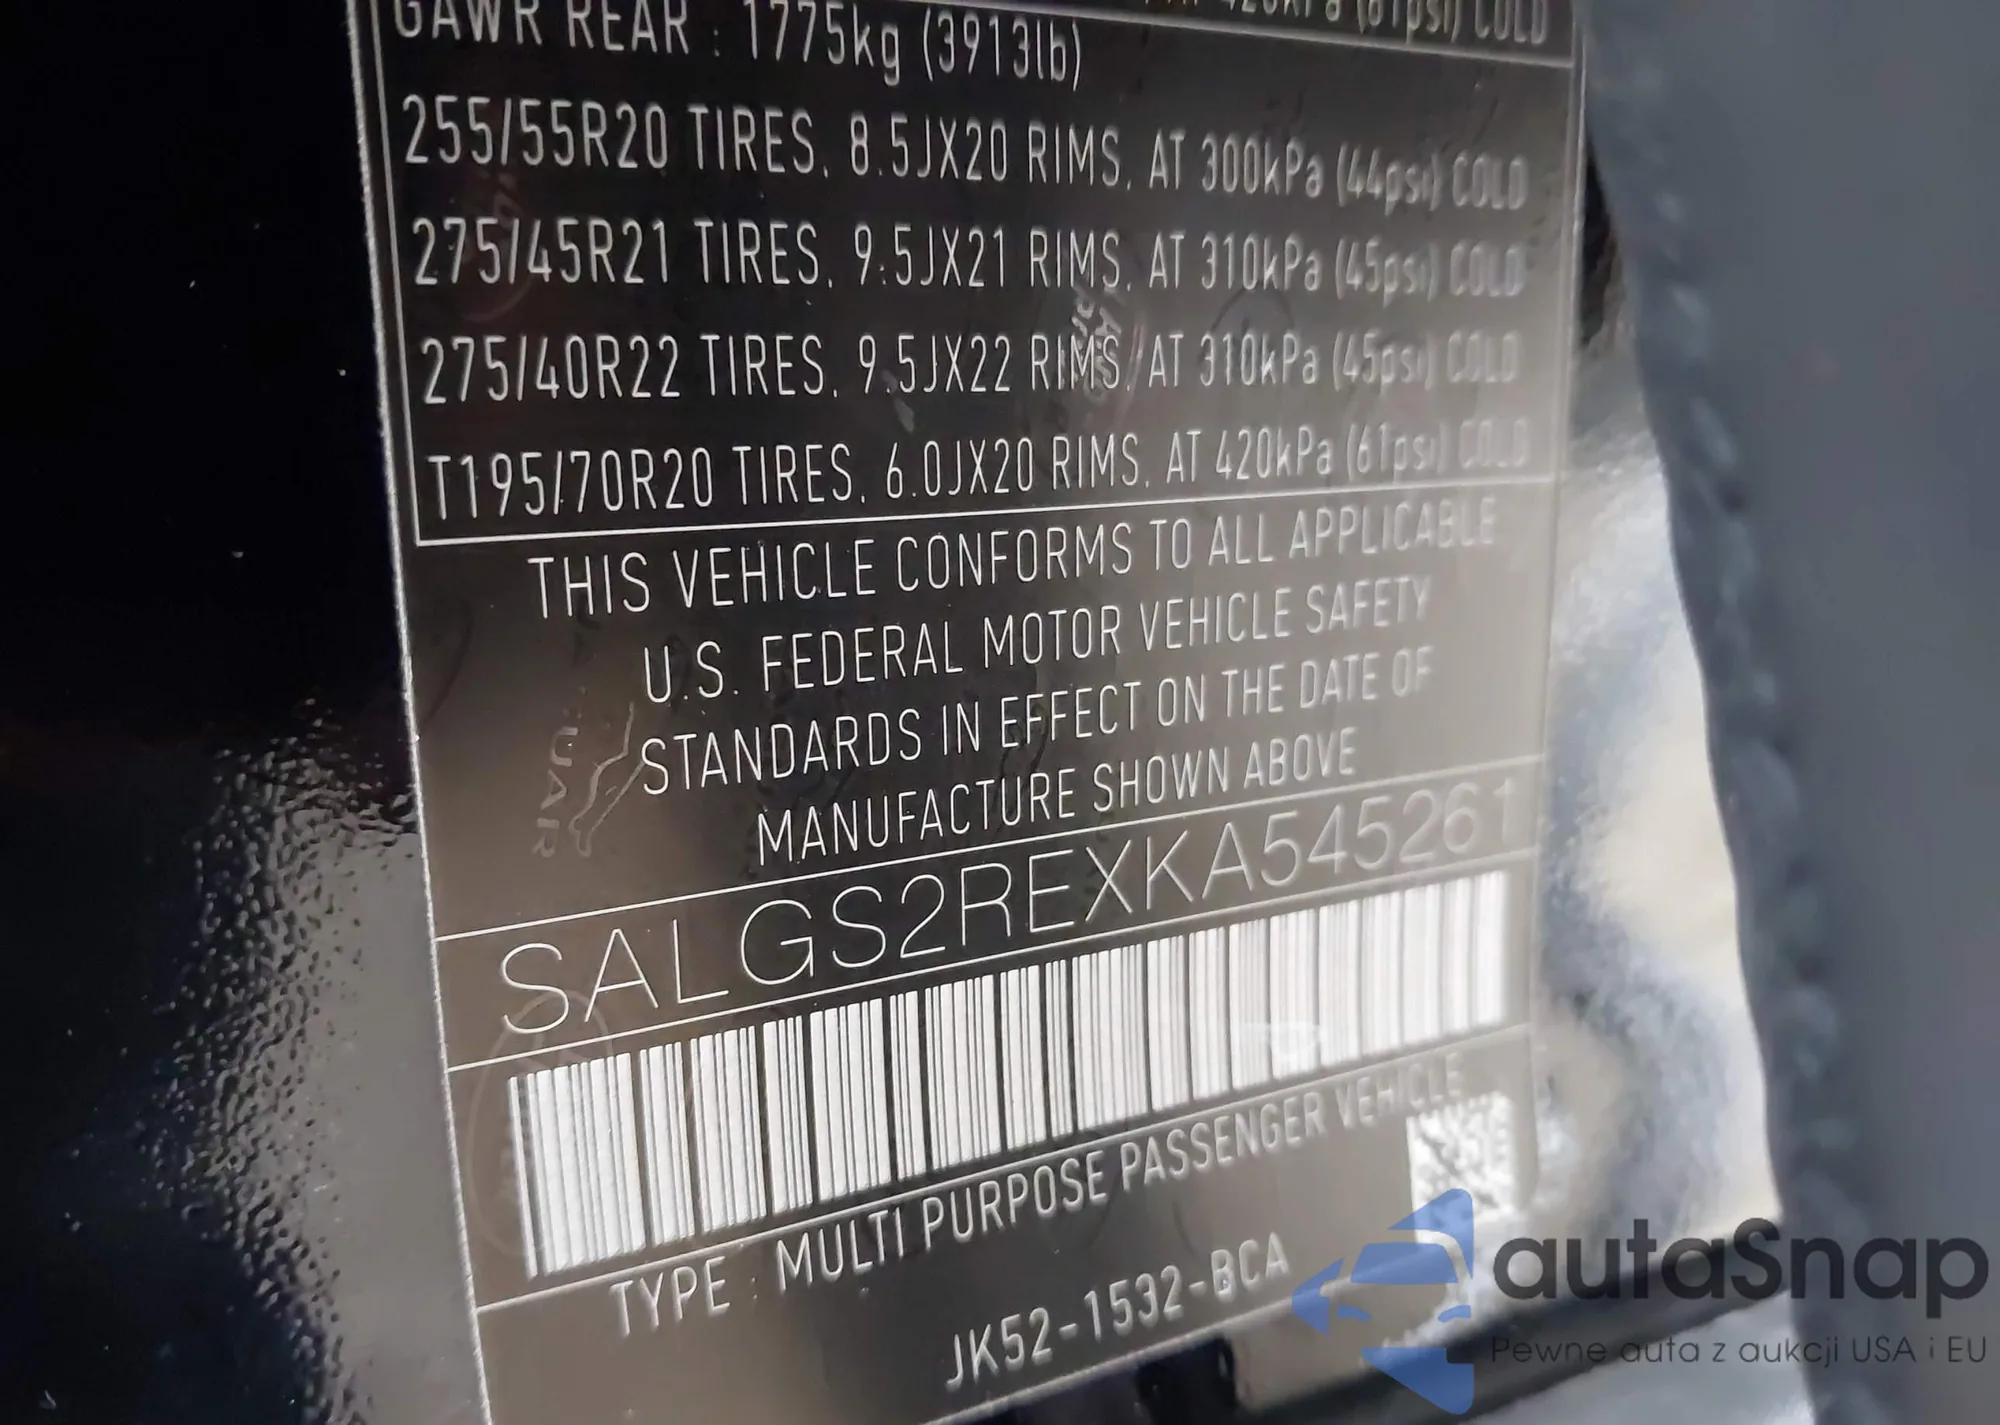 420kPa (61psi) COLD
GAWR REAR : 1775kg (3913lb)
255/55R20 TIRES, 8.5JX20 RIMS, AT 300kPa (44psi) COLD
275/45R21 TIRES, 9.5JX21 RIMS, AT 310kPa (45psi) COLD
275/40R22 TIRES, 9.5JX22 RIMS, AT 310kPa (45psi) COLD
T195/70R20 TIRES, 6.0JX20 RIMS, AT 420kPa (61psi) COLD
THIS VEHICLE CONFORMS TO ALL APPLICABLE
U.S. FEDERAL MOTOR VEHICLE SAFETY
STANDARDS IN EFFECT ON THE DATE OF
MANUFACTURE SHOWN ABOVE
SALGS2REXKA545261
TYPE : MULTI PURPOSE PASSENGER VEHICLE
JK52-1532-BCA
autaSnap
Pewne auta z aukcji USA i EU